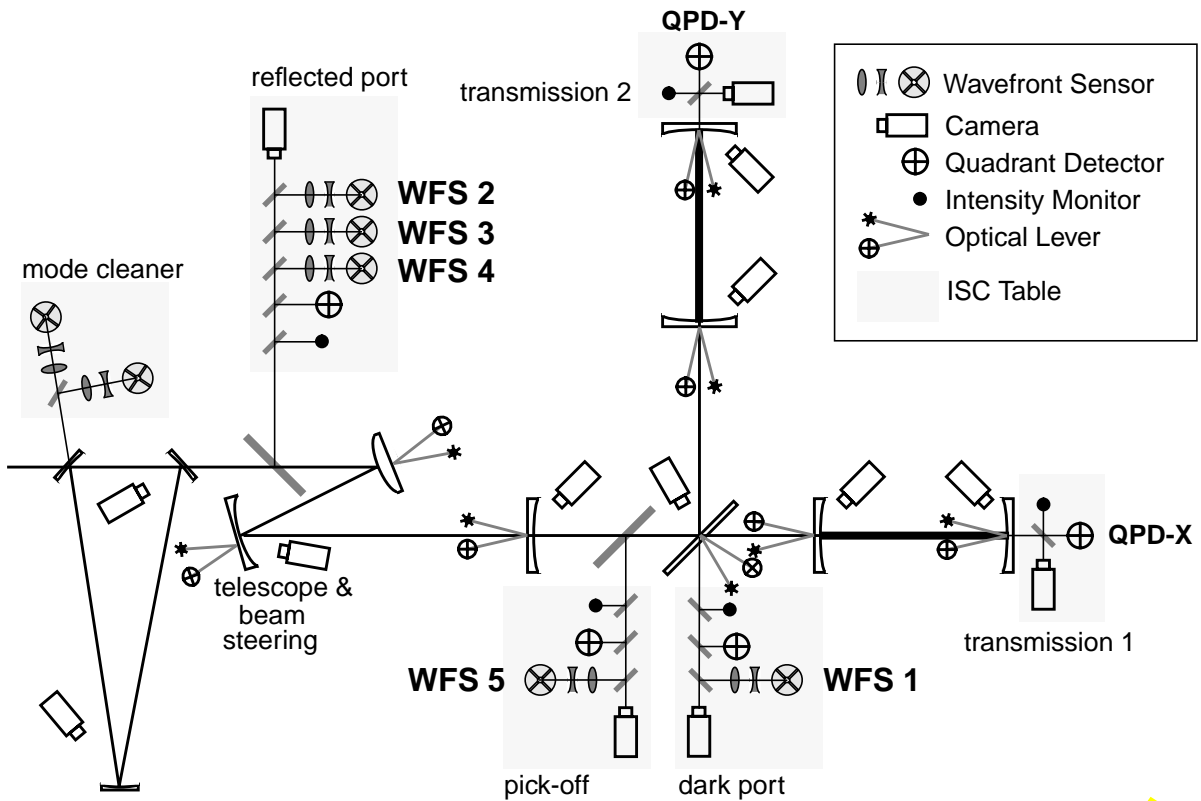 QPD-Y
reflected port
transmission 2
Wavefront Sensor
Camera
Quadrant Detector
Intensity Monitor
Optical Lever
ISC Table
WFS 2
WFS 3
WFS 4
mode cleaner
QPD-X
telescope &
beam
steering
transmission 1
WFS 5
WFS 1
pick-off
dark port